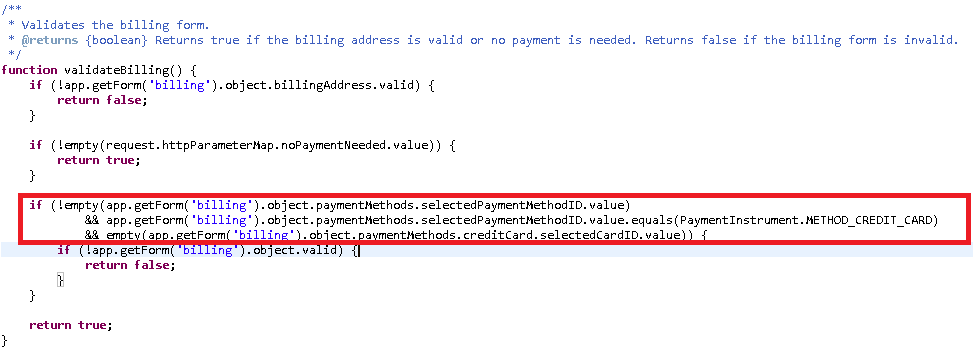 /**
 * Validates the billing form.
 * @returns {boolean} Returns true if the billing address is valid or no payment is needed. Returns false if the billing form is invalid.
 */
function validateBilling() {
    if (!app.getForm('billing').object.billingAddress.valid) {
        return false;
    }

    if (!empty(request.httpParameterMap.noPaymentNeeded.value)) {
        return true;
    }

    if (!empty(app.getForm('billing').object.paymentMethods.selectedPaymentMethodID.value)
            && app.getForm('billing').object.paymentMethods.selectedPaymentMethodID.value.equals(PaymentInstrument.METHOD_CREDIT_CARD)
            && empty(app.getForm('billing').object.paymentMethods.creditCard.selectedCardID.value)) {
        if (!app.getForm('billing').object.valid) {
            return false;
        }
    }

    return true;
}